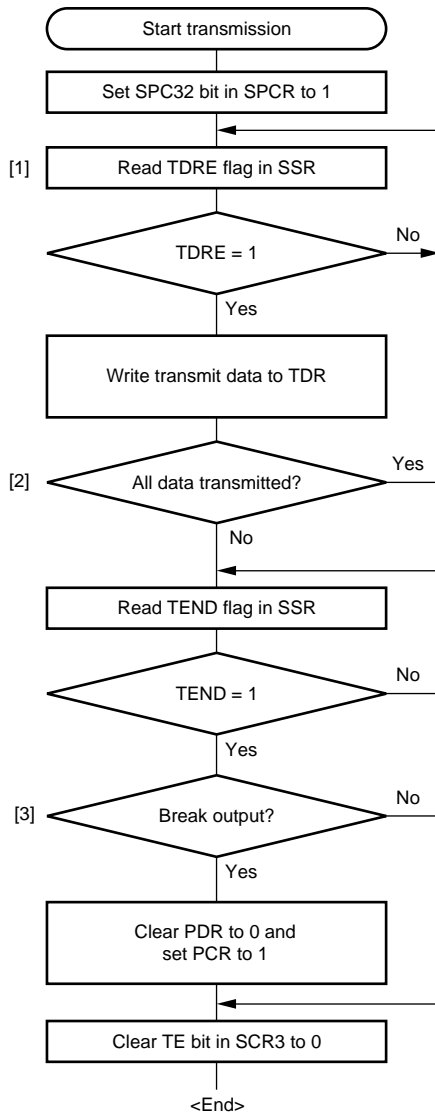 Start transmission
Set SPC32 bit in SPCR to 1
[1]
Read TDRE flag in SSR
TDRE = 1
No
Yes
Write transmit data to TDR
[2]
All data transmitted?
Yes
No
Read TEND flag in SSR
TEND = 1
No
Yes
[3]
Break output?
No
Yes
Clear PDR to 0 and
set PCR to 1
Clear TE bit in SCR3 to 0
<End>